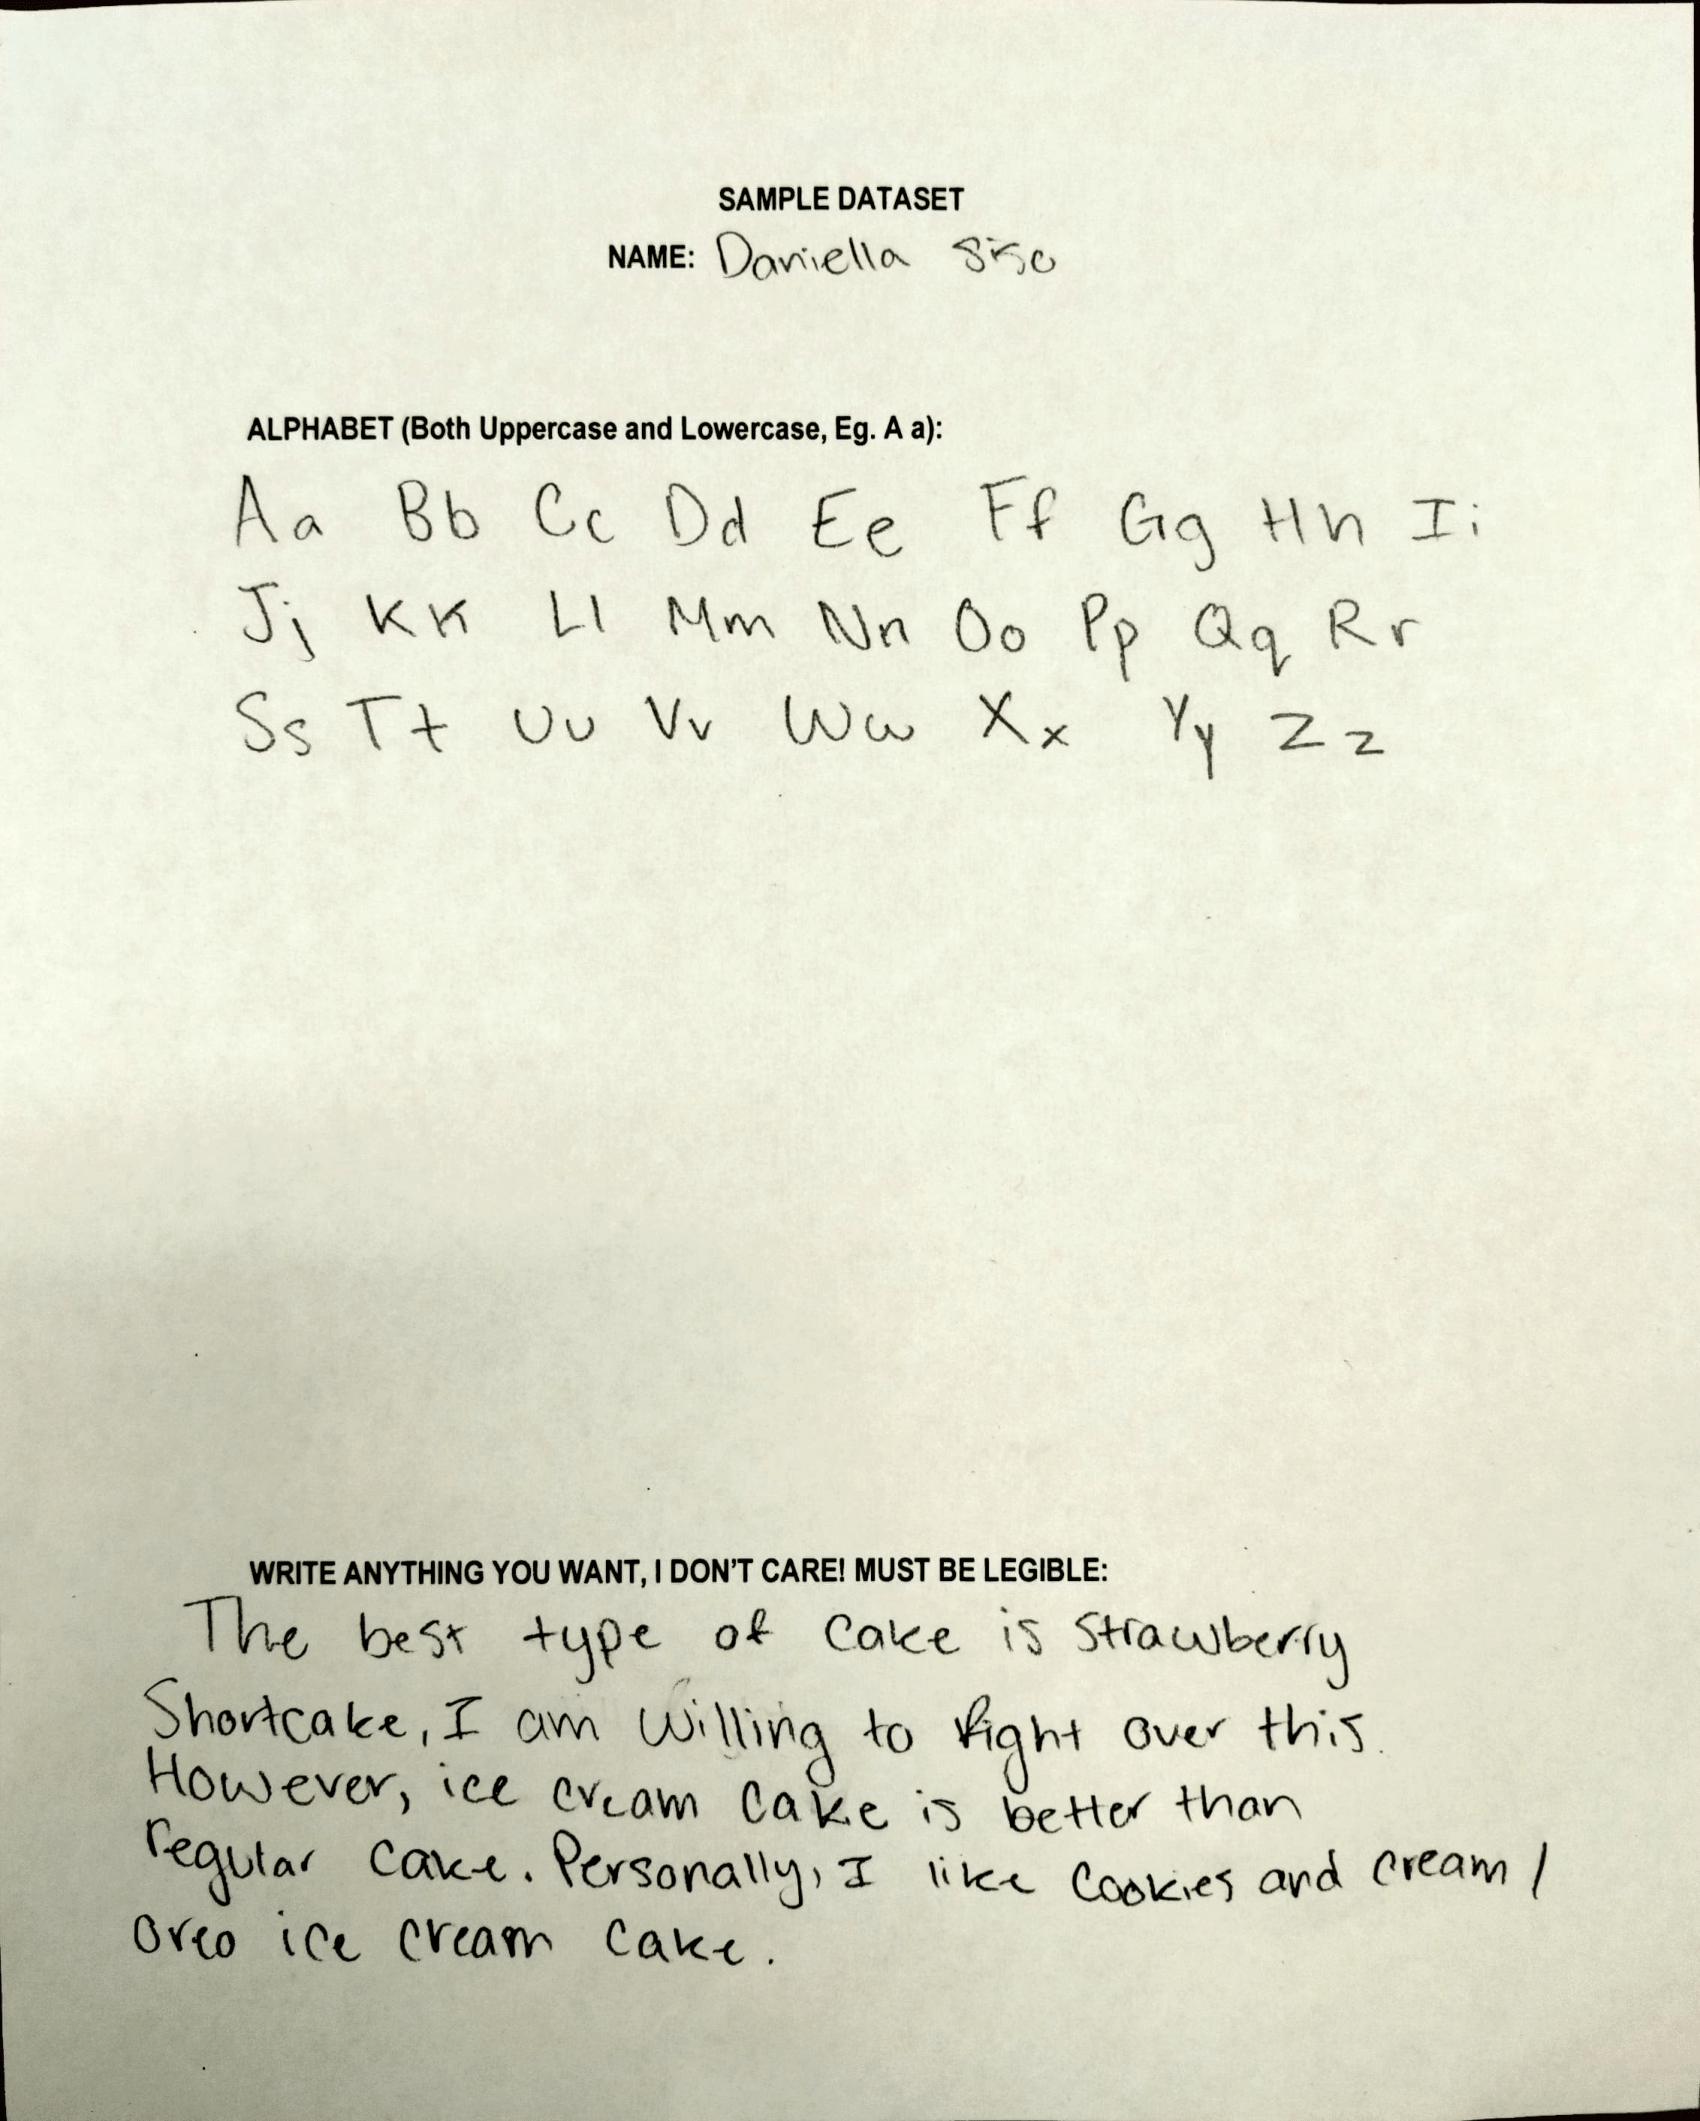 SAMPLE DATASET
NAME: Daniella
ALPHABET (Both Uppercase and Lowercase, Eg. A a):
Aa Bb Cc Dd Ee Ff Gg Hh Ii
Jj Kk Ll Mm Nn Oo Pp Qq Rr
Ss Tt Uu Vv Ww Xx Yy Zz
WRITE ANYTHING YOU WANT, I DON'T CARE! MUST BE LEGIBLE:
The best type of cake is strawberry
Shortcake, I am willing to fight over this.
However, ice cream cake is better than
regular cake. Personally, I like cookies and cream /
oreo ice cream cake.